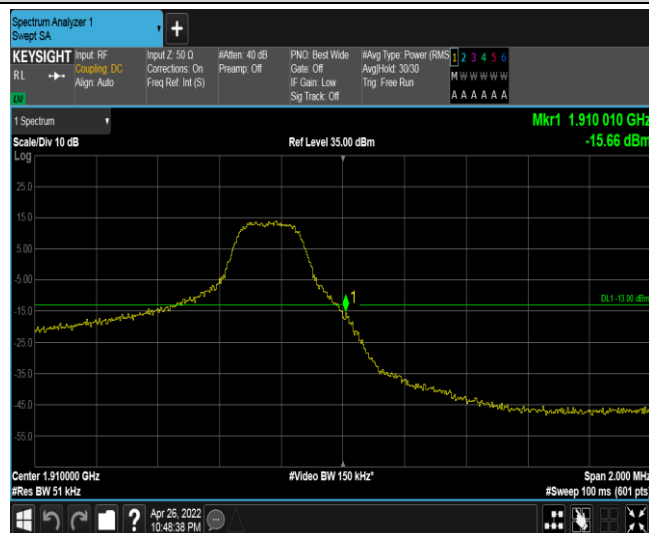 Spectrum Analyzer 1
Swept SA
KEYSIGHT
RL
LM
Input: RF
Coupling: DC
Align: Auto
Input Z: 50 Ω
Corrections: On
Freq Ref: Int (S)
#Atten: 40 dB
Preamp: Off
PNO: Best Wide
Gate: Off
IF Gain: Low
Sig Track: Off
#Avg Type: Power (RMS
Avg|Hold: 30/30
Trig: Free Run
1 2 3 4 5 6
M W W W W W
A A A A A A
1 Spectrum
Mkr1 1.910 010 GHz
-15.66 dBm
Scale/Div 10 dB
Ref Level 35.00 dBm
Log
25.0
15.0
5.00
-5.00
-15.0
-25.0
-35.0
-45.0
-55.0
1
DL1 -13.00 dBm
Center 1.910000 GHz
#Video BW 150 kHz*
Span 2.000 MHz
#Res BW 51 kHz
#Sweep 100 ms (601 pts)
Apr 26, 2022
10:48:38 PM